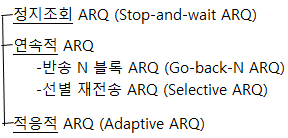 정지조회 ARQ (Stop-and-wait ARQ)
연속적 ARQ
-반송 N 블록 ARQ (Go-back-N ARQ)
-선별 재전송 ARQ (Selective ARQ)
적응적 ARQ (Adaptive ARQ)